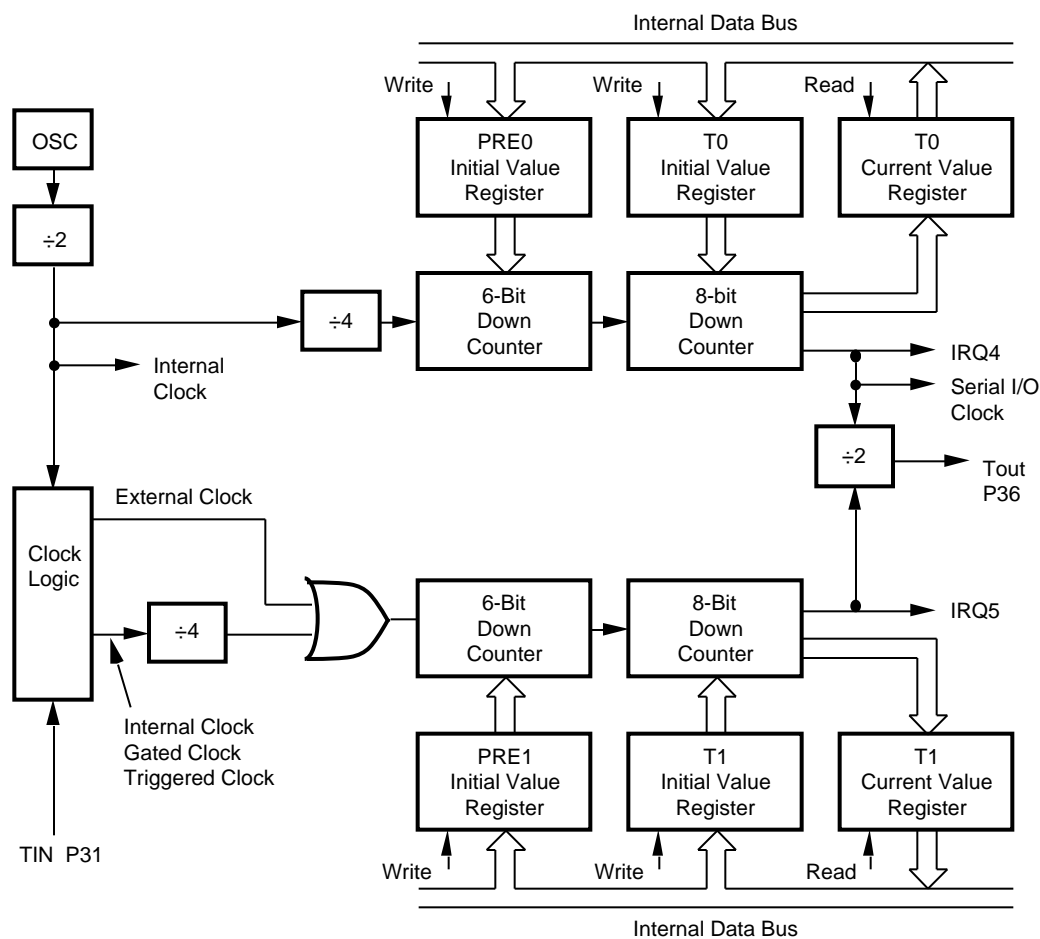 Internal Data Bus
Write
Write
Read
OSC
PRE0
Initial Value
Register
T0
Initial Value
Register
T0
Current Value
Register
÷2
÷4
6-Bit
Down
Counter
8-bit
Down
Counter
Internal
Clock
IRQ4
Serial I/O
Clock
÷2
Tout
P36
External Clock
Clock
Logic
÷4
6-Bit
Down
Counter
8-Bit
Down
Counter
IRQ5
Internal Clock
Gated Clock
Triggered Clock
PRE1
Initial Value
Register
T1
Initial Value
Register
T1
Current Value
Register
TIN P31
Write
Write
Read
Internal Data Bus